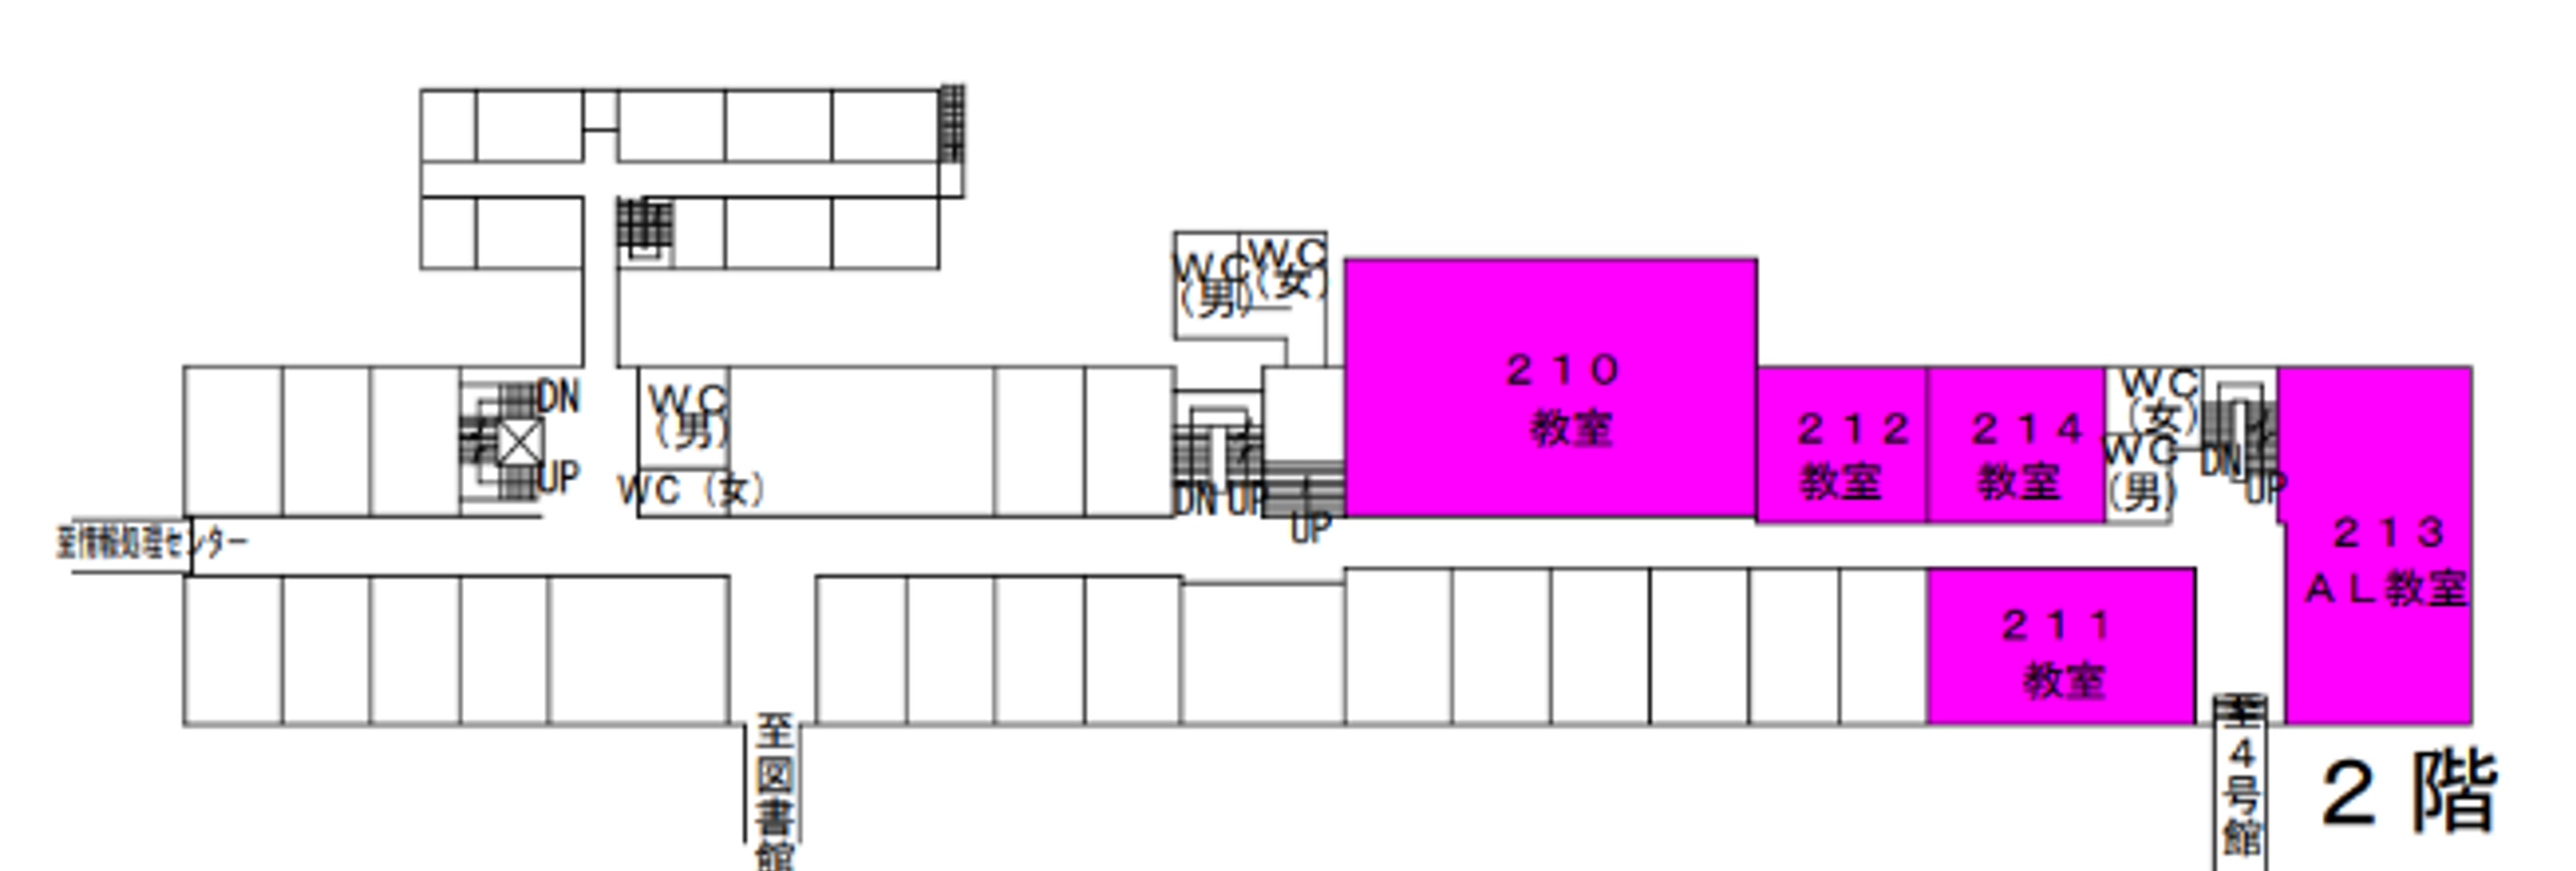 WC
(男)
WC
(女)
DN
UP
WC
(男)
WC (女)
DN UP
UP
210
教室
212
教室
214
教室
WC
(女)
WC
(男)
DN
UP
213
AL教室
至情報処理センター
211
教室
至図書館
至4号館
2階